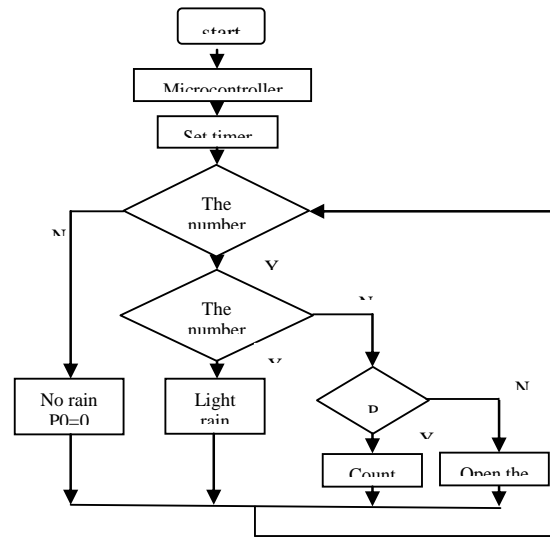 start
Microcontroller
Set timer
The
number
N
Y
The
number
N
Y
No rain
P0=0
Light
rain
N
Y
Count
Open the